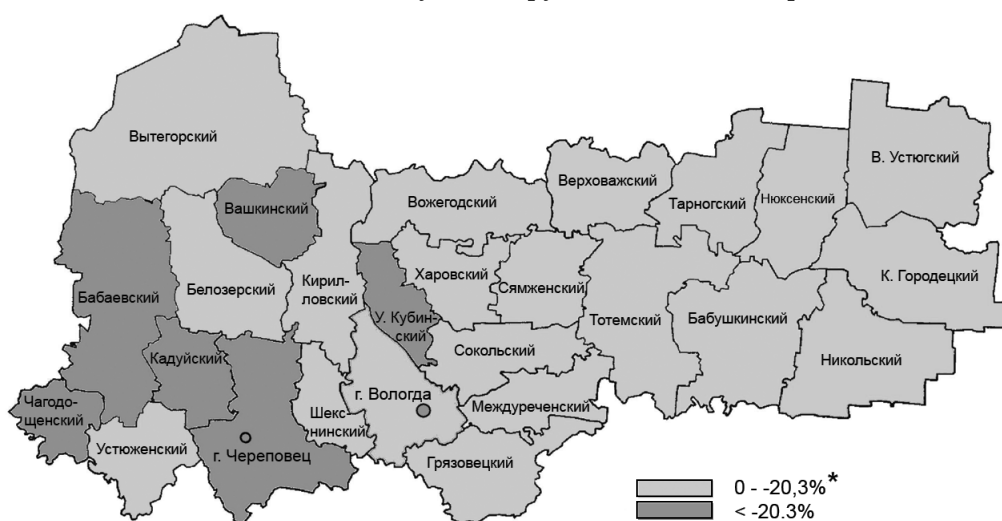 Вытегорский
В. Устюгский
Верховажский
Тарногский
Нюксенский
Вашкинский
Вожегодский
Харовский
Сямженский
К. Городецкий
Бабаевский
Белозерский
Кирил-
ловский
У. Кубин-
ский
Тотемский
Бабушкинский
Никольский
Кадуйский
Сокольский
Чагодо-
щенский
г. Вологда
Междуреченский
Шекс-
нинский
Устюженский
г. Череповец
Грязовецкий
0 - -20,3%*
< -20.3%